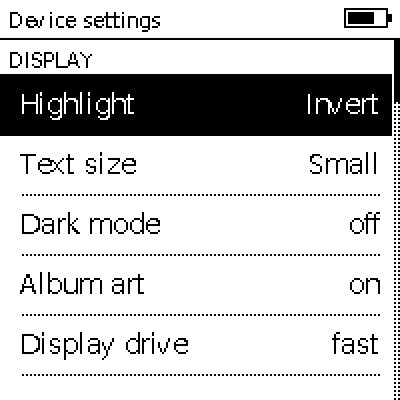 Device settings
DISPLAY
Highlight Invert
Text size Small
Dark mode off
Album art on
Display drive fast